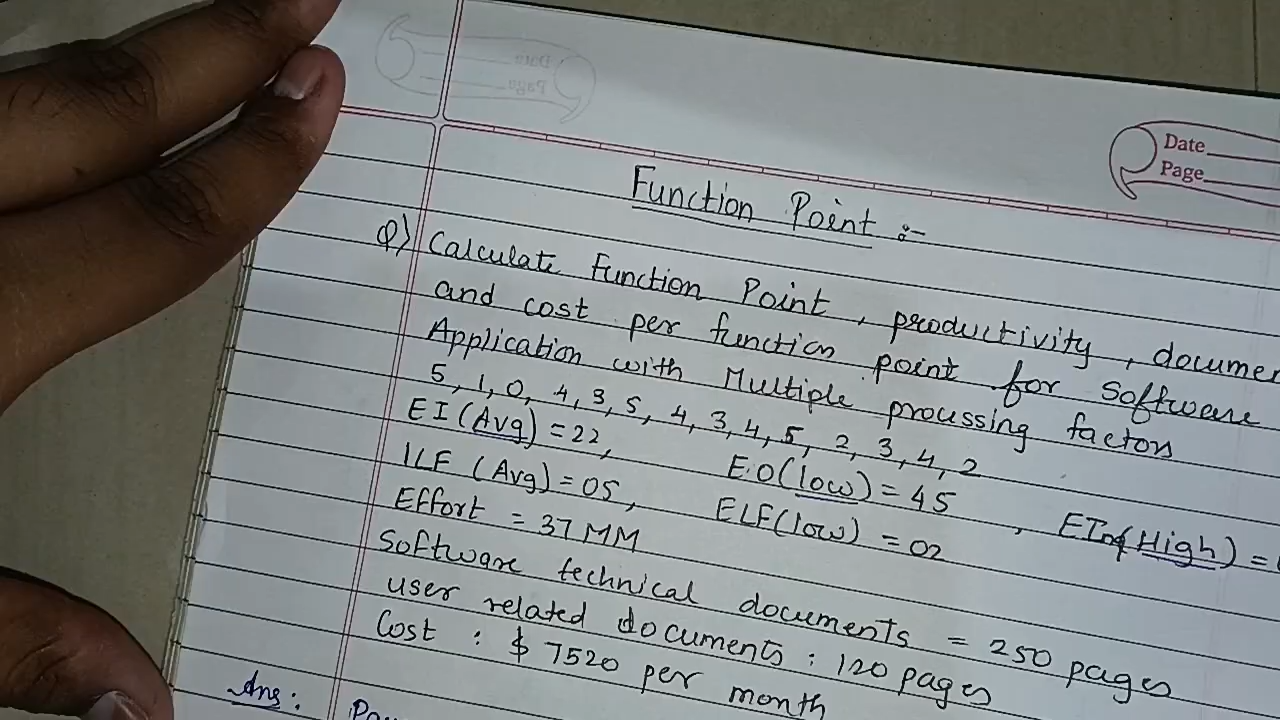 Date
Page
Function Point :-
Q) Calculate Function Point, productivity,
and cost per function point for Software
Application with Multiple processing factors
5, 1, 0, 4, 3, 5, 4, 3, 4, 5, 2, 3, 4, 2
EI (Avg) = 22, EO (low) = 45, EInq (High) =
ILF (Avg) = 05, ELF (low) = 02
Effort = 37 MM
Software technical documents = 250 pages
user related documents : 120 pages
Cost : $ 7520 per month
Ans: